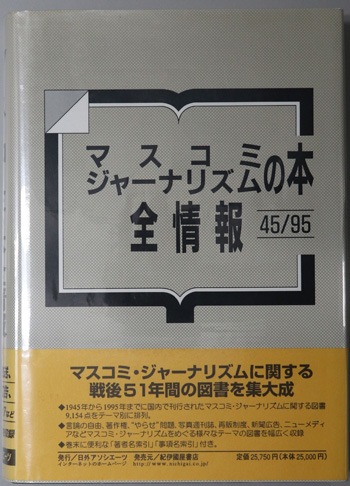 マスコミ
ジャーナリズムの本
全情報 45/95
マスコミ・ジャーナリズムに関する
戦後51年間の図書を集大成
●1945年から1995年までに国内で刊行されたマスコミ・ジャーナリズムに関する図書
9,154点をテーマ別に排列。
●言論の自由、著作権、“やらせ”問題、写真週刊誌、再販制度、新聞広告、ニューメディ
アなどマスコミ・ジャーナリズムをめぐる様々なテーマの図書を幅広く収録
●巻末に便利な「著者名索引」「事項名索引」付き。
発行/日外アソシエーツ 発売元/紀伊國屋書店
インターネットのホームページ http://www.nichigai.co.jp/
定価25,750円(本体25,000円)